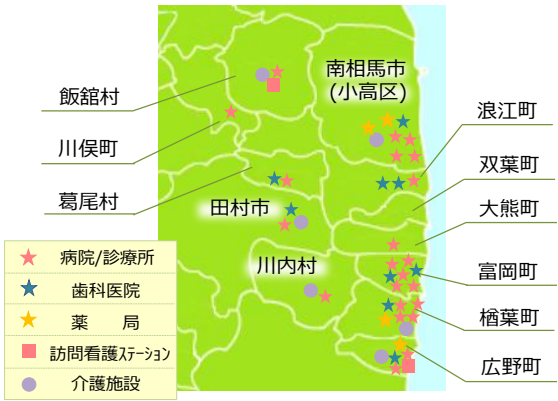 飯舘村
川俣町
葛尾村
南相馬市
(小高区)
田村市
川内村
浪江町
双葉町
大熊町
富岡町
楢葉町
広野町
病院/診療所
歯科医院
薬 局
訪問看護ｽﾃｰｼｮﾝ
介護施設